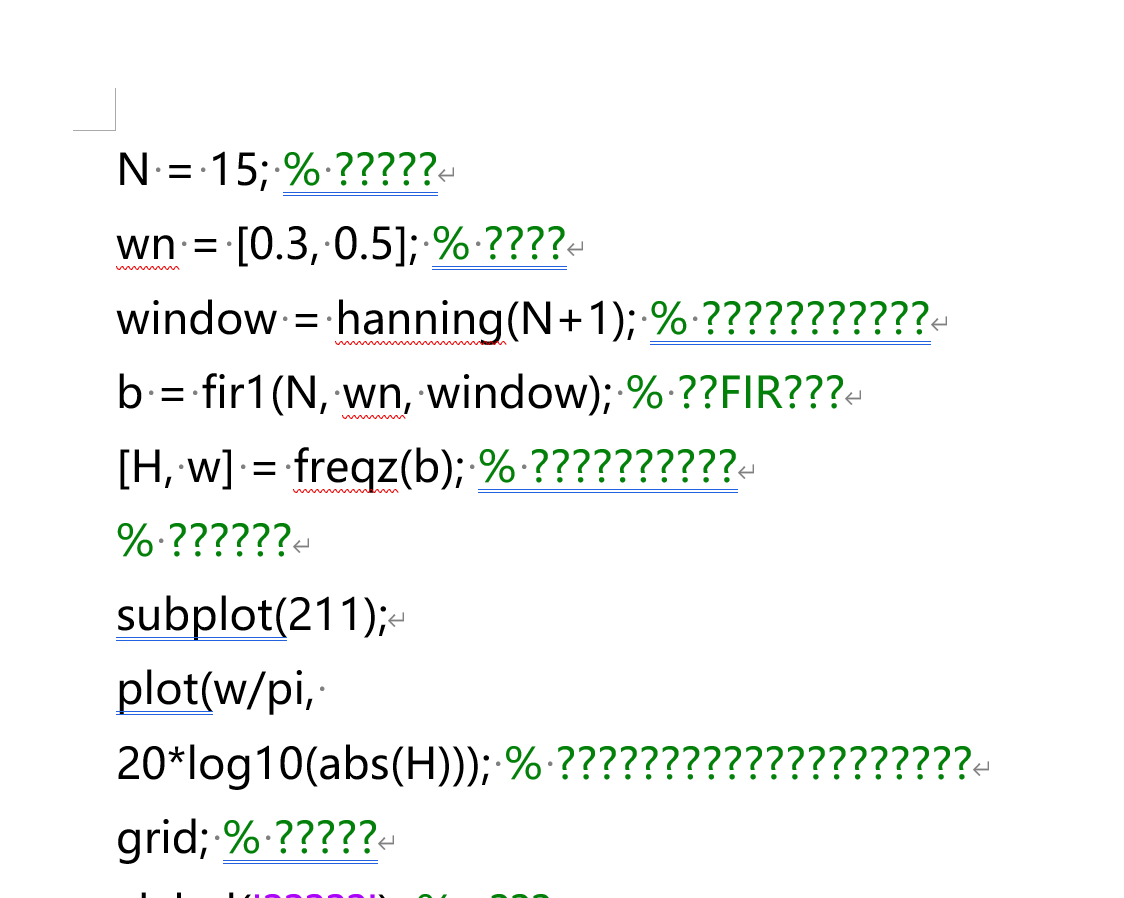 N = 15; % ?????
wn = [0.3, 0.5]; % ????
window = hanning(N+1); % ???????????
b = fir1(N, wn, window); % ??FIR???
[H, w] = freqz(b); % ??????????
% ??????
subplot(211);
plot(w/pi,
20*log10(abs(H))); % ????????????????????
grid; % ?????